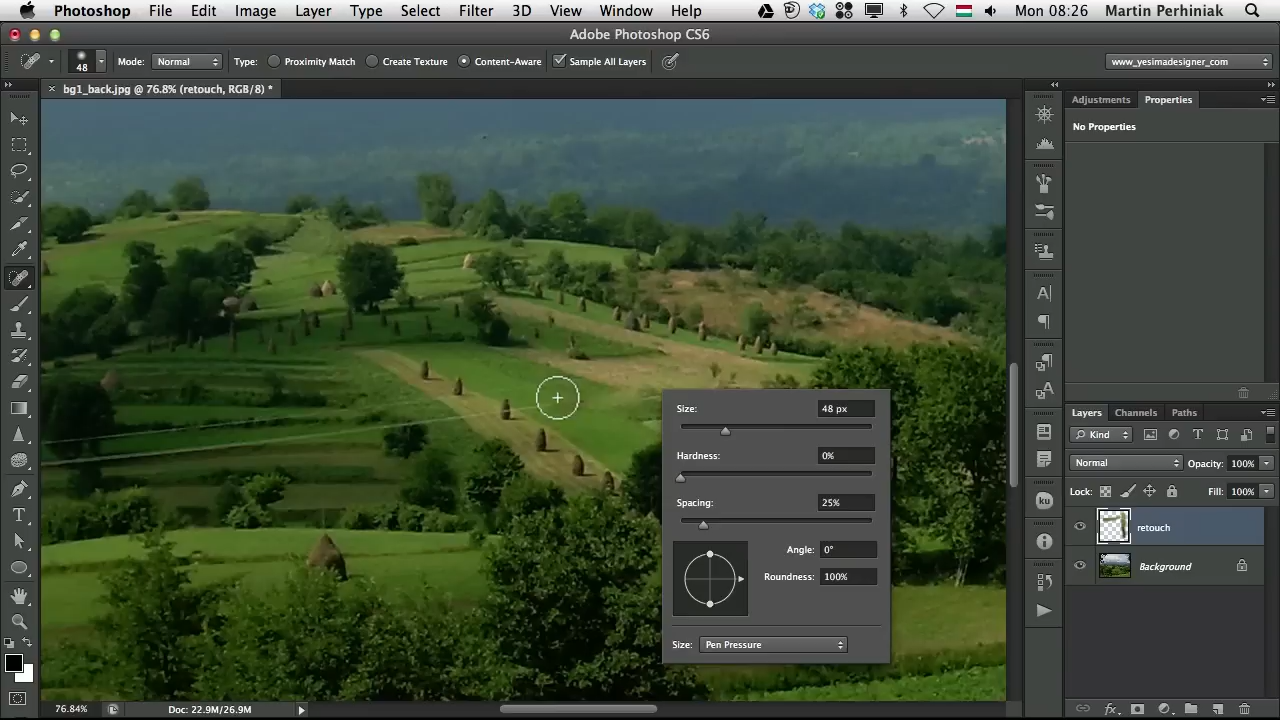 Photoshop File Edit Image Layer Type Select Filter 3D View Window Help Mon 08:26 Martin Perhiniak
Adobe Photoshop CS6
48 Mode: Normal Type: Proximity Match Create Texture Content-Aware Sample All Layers www_yesimadesigner_com
bg1_back.jpg @ 76.8% (retouch, RGB/8) *
Adjustments Properties
No Properties
Size: 48 px
Hardness: 0%
Spacing: 25%
Angle: 0°
Roundness: 100%
Size: Pen Pressure
Layers Channels Paths
Kind
Normal Opacity: 100%
Lock: Fill: 100%
retouch
Background
ku
76.84% Doc: 22.9M/26.9M